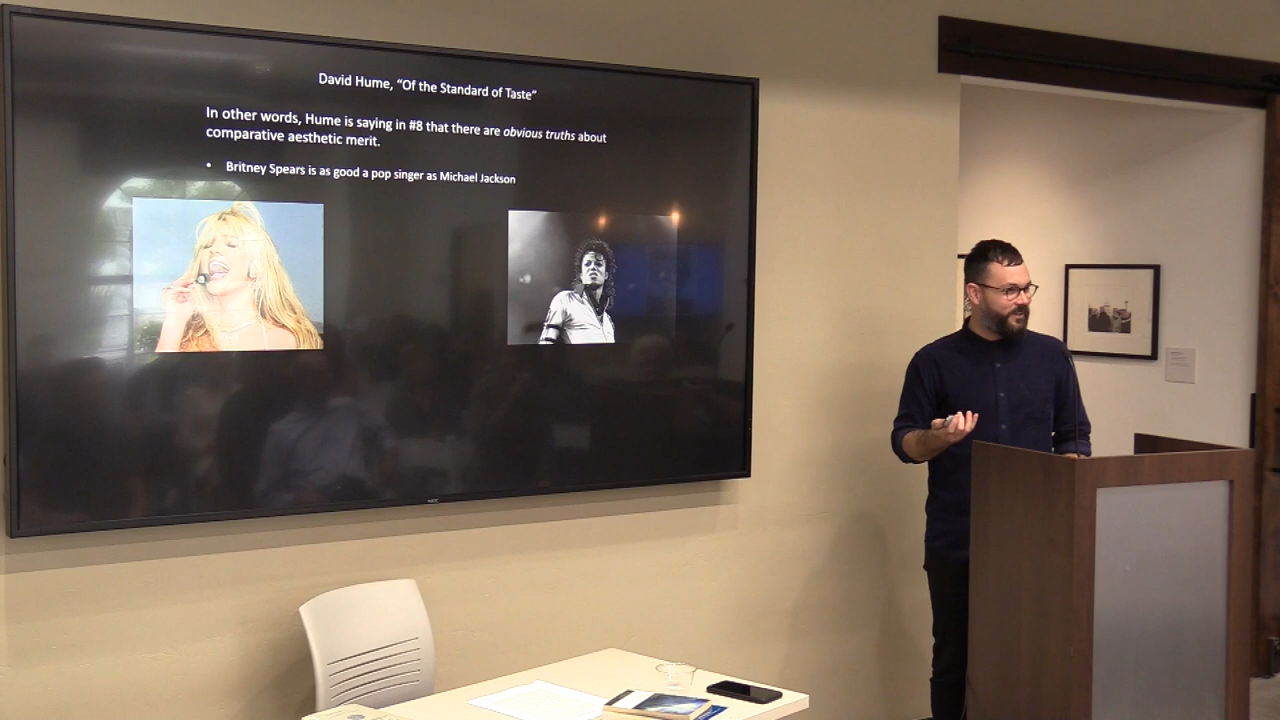 David Hume, “Of the Standard of Taste”
In other words, Hume is saying in #8 that there are obvious truths about
comparative aesthetic merit.
• Britney Spears is as good a pop singer as Michael Jackson
NEC